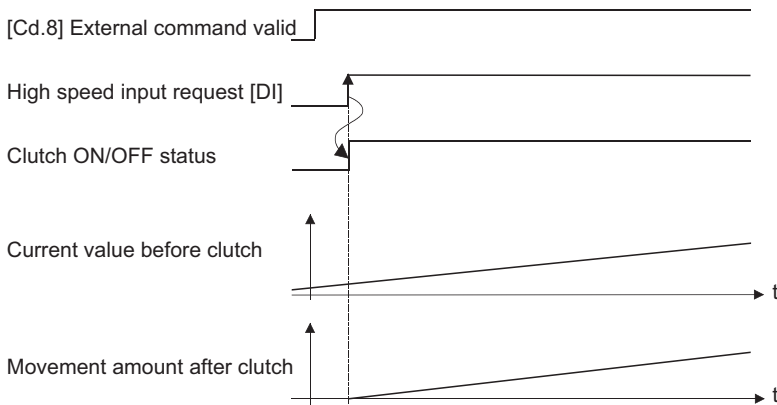 [Cd.8] External command valid
High speed input request [DI]
Clutch ON/OFF status
Current value before clutch
t
Movement amount after clutch
t